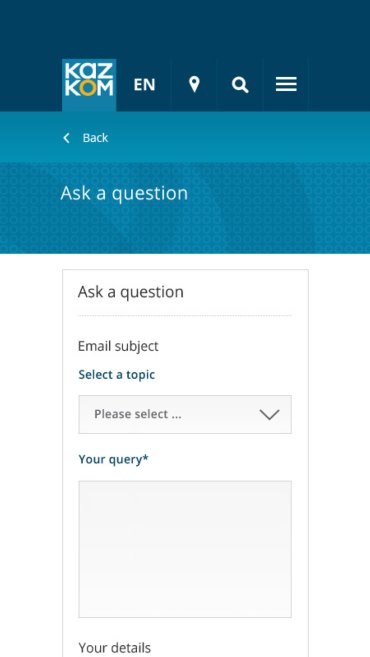 KAZ
KOM
EN
Back
Ask a question
Ask a question
Email subject
Select a topic
Please select ...
Your query*
Your details